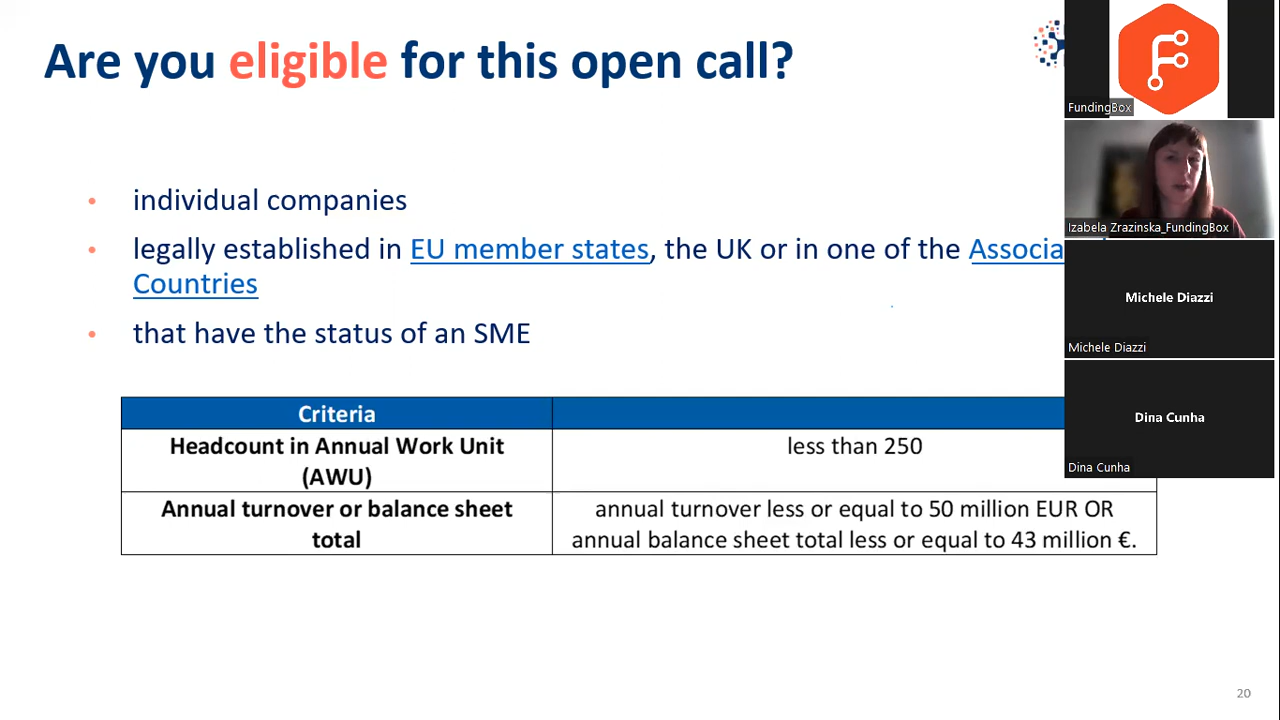 Are you eligible for this open call?
individual companies
legally established in EU member states, the UK or in one of the
Countries
that have the status of an SME
Criteria
Headcount in Annual Work Unit
(AWU)
less than 250
Annual turnover or balance sheet
total
annual turnover less or equal to 50 million EUR OR
annual balance sheet total less or equal to 43 million €.
20
FundingBox
Izabela Zrazinska_FundingBox
Michele Diazzi
Michele Diazzi
Dina Cunha
Dina Cunha